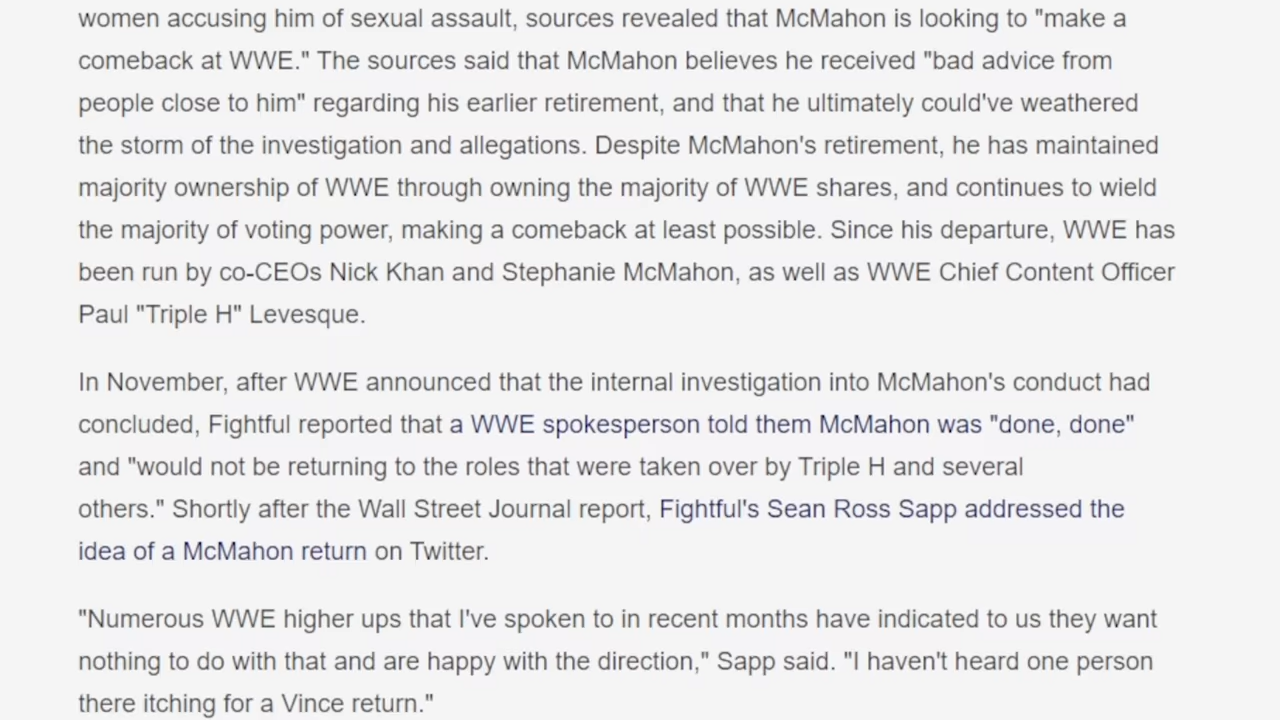 women accusing him of sexual assault, sources revealed that McMahon is looking to "make a
comeback at WWE." The sources said that McMahon believes he received "bad advice from
people close to him" regarding his earlier retirement, and that he ultimately could've weathered
the storm of the investigation and allegations. Despite McMahon's retirement, he has maintained
majority ownership of WWE through owning the majority of WWE shares, and continues to wield
the majority of voting power, making a comeback at least possible. Since his departure, WWE has
been run by co-CEOs Nick Khan and Stephanie McMahon, as well as WWE Chief Content Officer
Paul "Triple H" Levesque.
In November, after WWE announced that the internal investigation into McMahon's conduct had
concluded, Fightful reported that a WWE spokesperson told them McMahon was "done, done"
and "would not be returning to the roles that were taken over by Triple H and several
others." Shortly after the Wall Street Journal report, Fightful's Sean Ross Sapp addressed the
idea of a McMahon return on Twitter.
"Numerous WWE higher ups that I've spoken to in recent months have indicated to us they want
nothing to do with that and are happy with the direction," Sapp said. "I haven't heard one person
there itching for a Vince return."